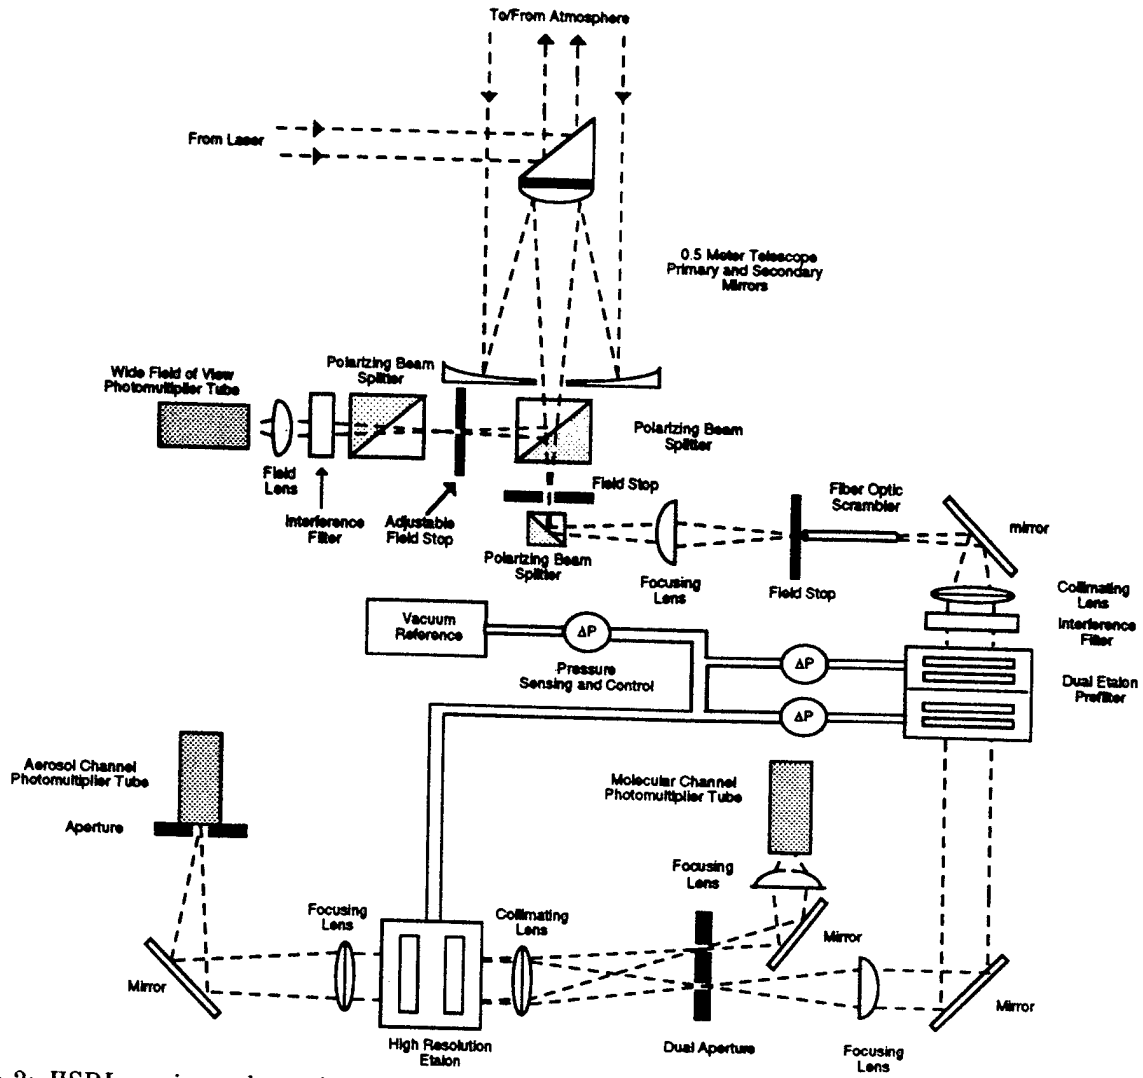 To/From Atmosphere
From Laser
0.5 Meter Telescope
Primary and Secondary
Mirrors
Wide Field of View
Photomultiplier Tube
Polarizing Beam
Splitter
Polarizing Beam
Splitter
Field
Lens
Interference
Filter
Adjustable
Field Stop
Field Stop
Polarizing Beam
Splitter
Focusing
Lens
Field Stop
Fiber Optic
Scrambler
mirror
Collimating
Lens
Interference
Filter
Vacuum
Reference
ΔP
Pressure
Sensing and Control
ΔP
ΔP
Dual Etalon
Prefilter
Aerosol Channel
Photomultiplier Tube
Aperture
Molecular Channel
Photomultiplier Tube
Focusing
Lens
Focusing
Lens
Collimating
Lens
Mirror
Mirror
Mirror
High Resolution
Etalon
Dual Aperture
Focusing
Lens
2: HSRL